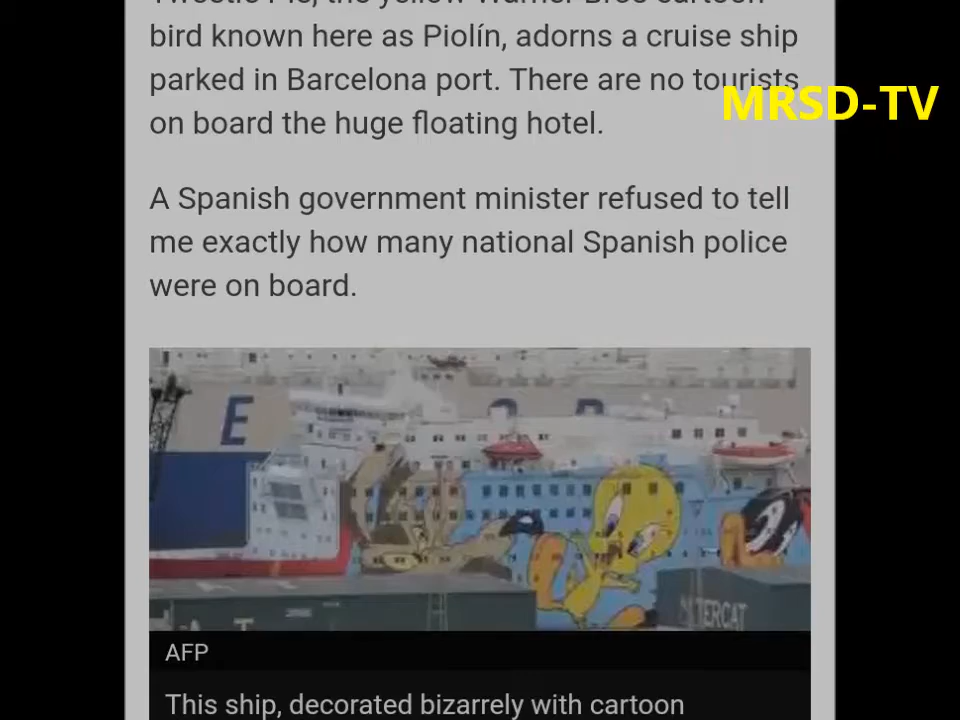 bird known here as Piolín, adorns a cruise ship
parked in Barcelona port. There are no tourists
MRSD-TV
on board the huge floating hotel.
A Spanish government minister refused to tell
me exactly how many national Spanish police
were on board.
E
TERCAT
AFP
This ship, decorated bizarrely with cartoon